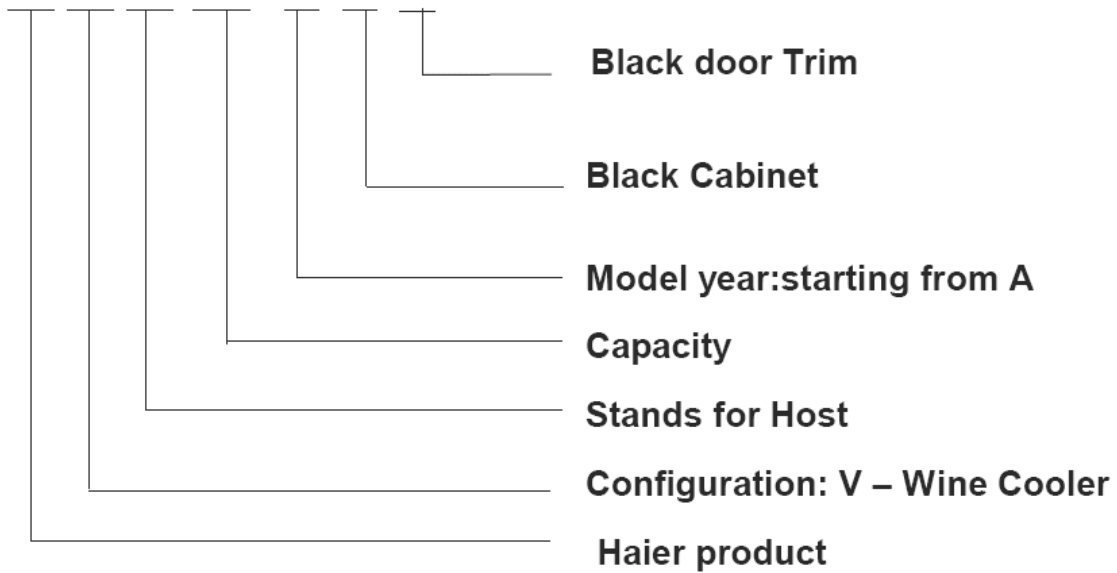 Black door Trim
Black Cabinet
Model year:starting from A
Capacity
Stands for Host
Configuration: V – Wine Cooler
Haier product